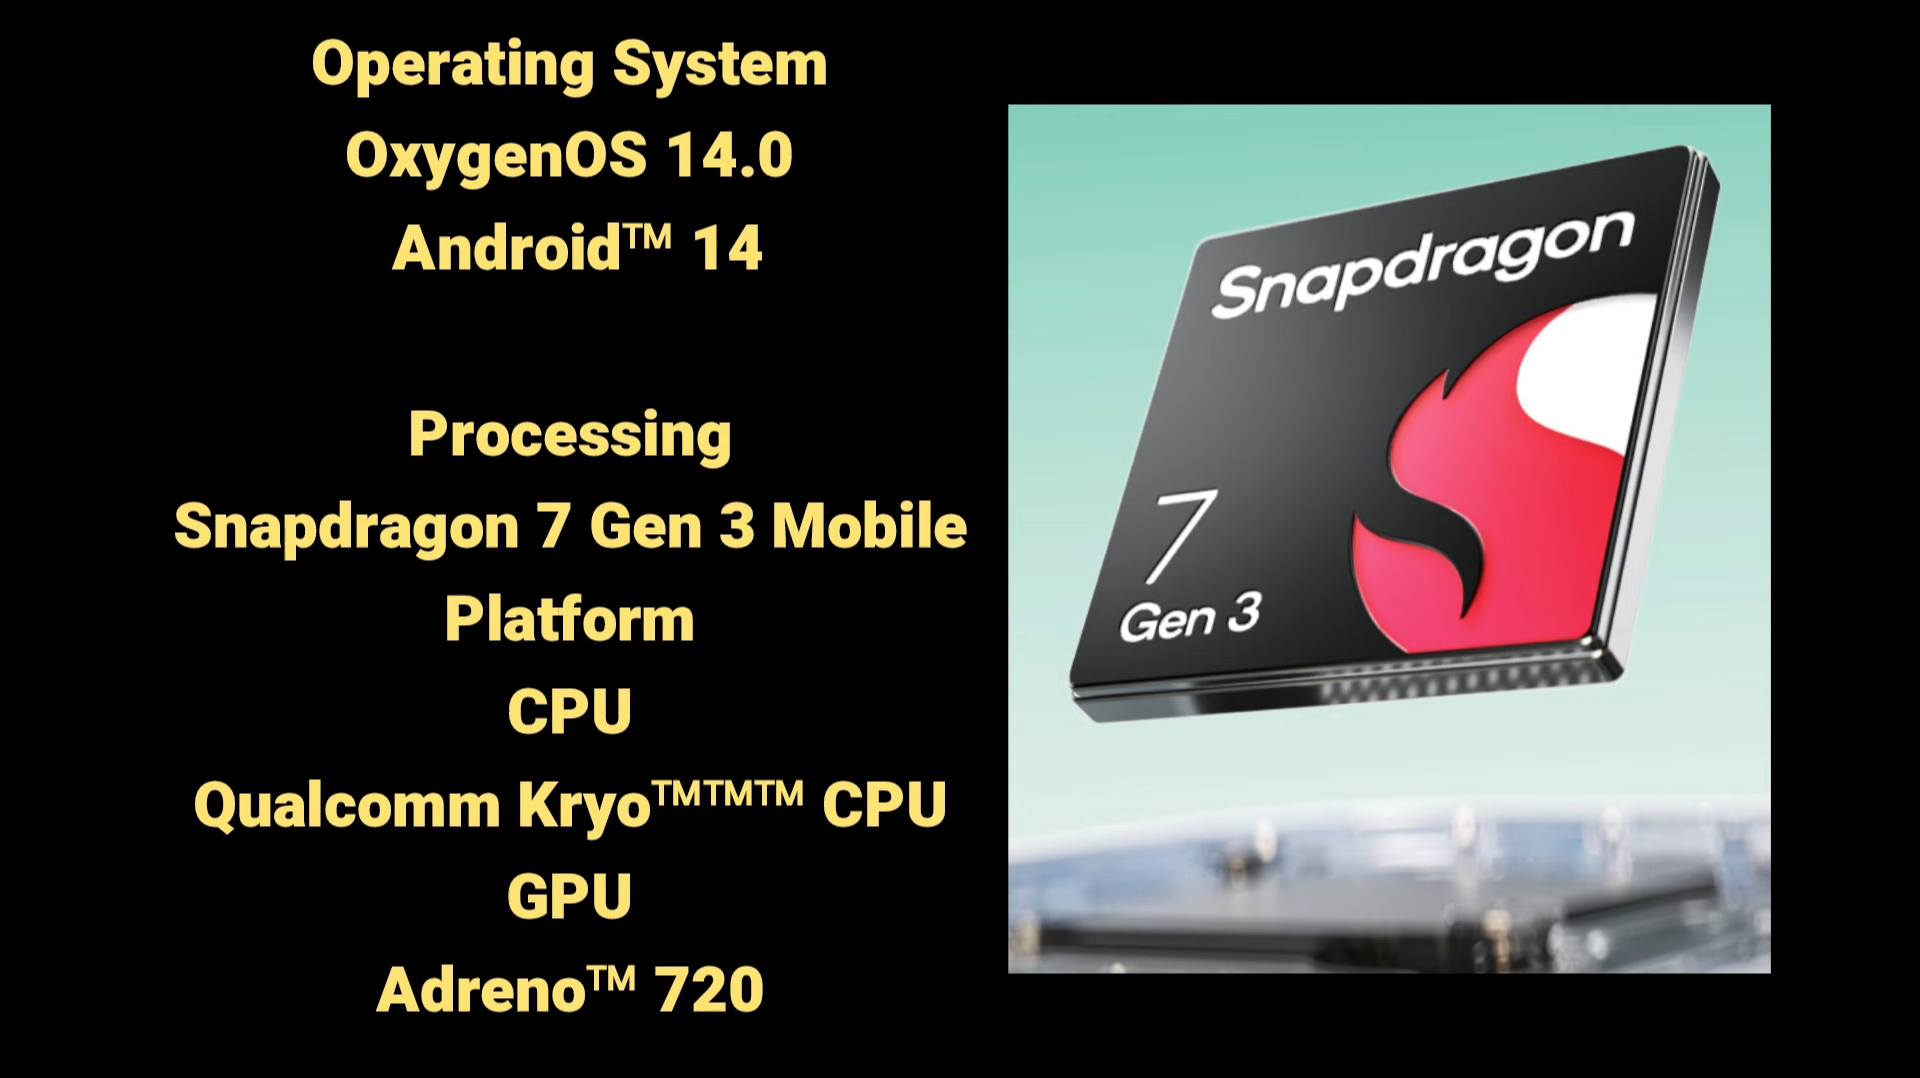 Operating System
OxygenOS 14.0
Android™ 14
Processing
Snapdragon 7 Gen 3 Mobile
Platform
CPU
Qualcomm Kryo™™™ CPU
GPU
Adreno™ 720
Snapdragon
7
Gen 3